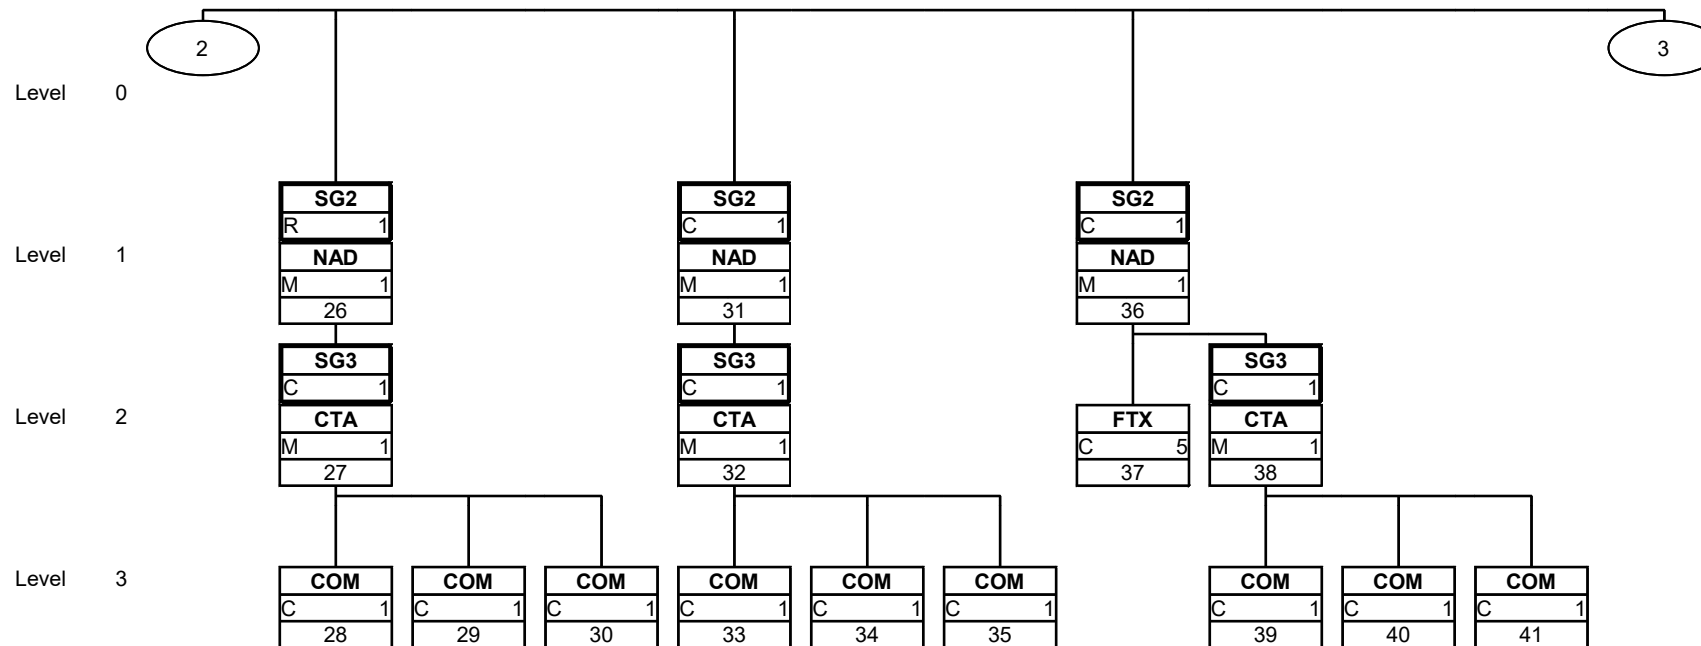 2 3
Level 0
SG2 SG2 SG2
R 1 C 1 C 1
Level 1 NAD NAD NAD
M 1 M 1 M 1
26 31 36
SG3 SG3 SG3
C 1 C 1 C 1
Level 2 CTA CTA FTX CTA
M 1 M 1 C 5 M 1
27 32 37 38
Level 3 COM COM COM COM COM COM COM COM COM
C 1 C 1 C 1 C 1 C 1 C 1 C 1 C 1 C 1
28 29 30 33 34 35 39 40 41